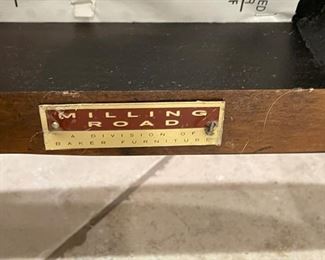 MILLING
ROAD
A DIVISION OF
BAKER FURNITURE